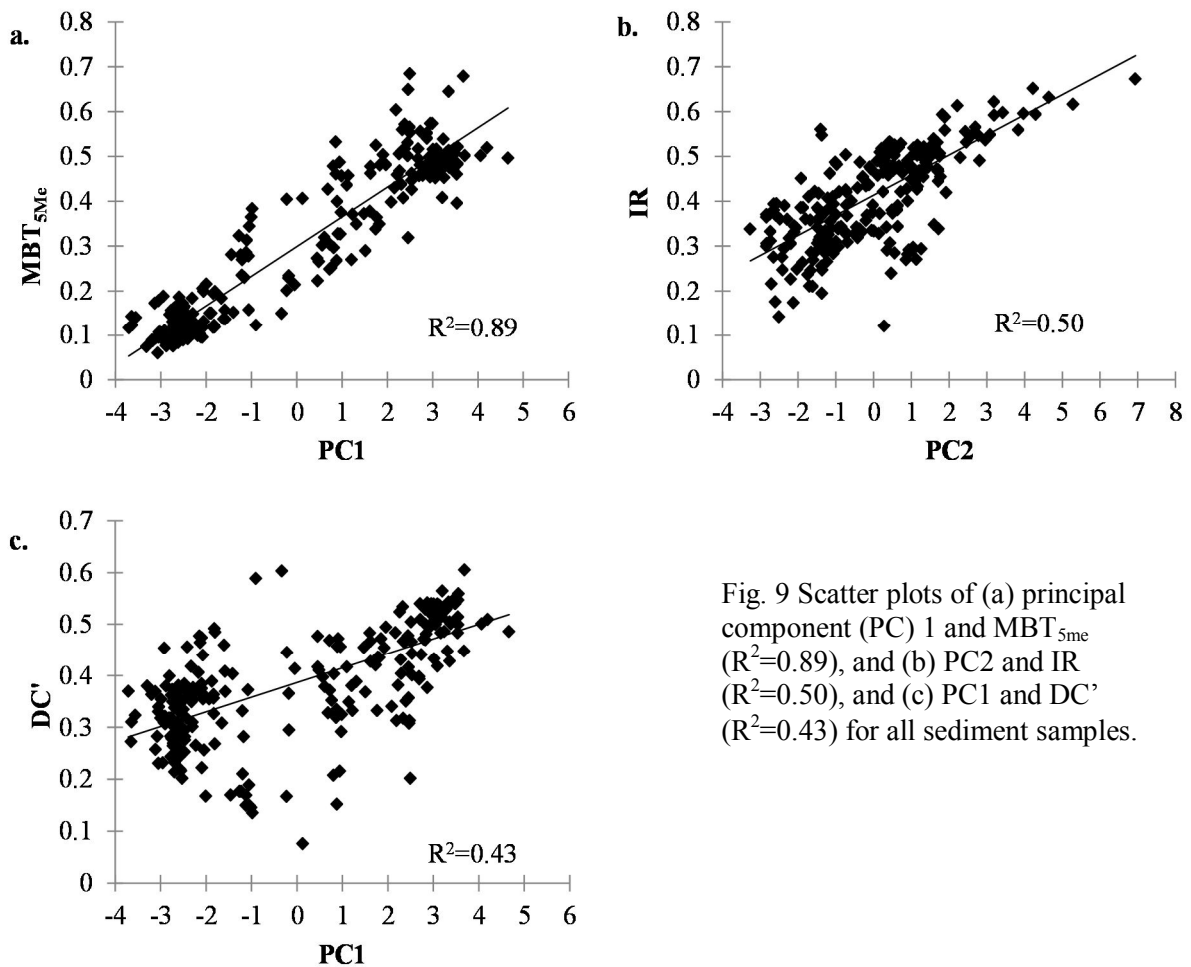 a.
0.8
0.7
0.6
0.5
0.4
0.3
0.2
0.1
0
MBT5Me
R2=0.89
-4 -3 -2 -1 0 1 2 3 4 5 6
PC1
b.
0.8
0.7
0.6
0.5
0.4
0.3
0.2
0.1
0
IR
R2=0.50
-4 -3 -2 -1 0 1 2 3 4 5 6 7 8
PC2
c.
0.7
0.6
0.5
0.4
0.3
0.2
0.1
0
DC'
R2=0.43
-4 -3 -2 -1 0 1 2 3 4 5 6
PC1
Fig. 9 Scatter plots of (a) principal
component (PC) 1 and MBT5me
(R2=0.89), and (b) PC2 and IR
(R2=0.50), and (c) PC1 and DC’
(R2=0.43) for all sediment samples.